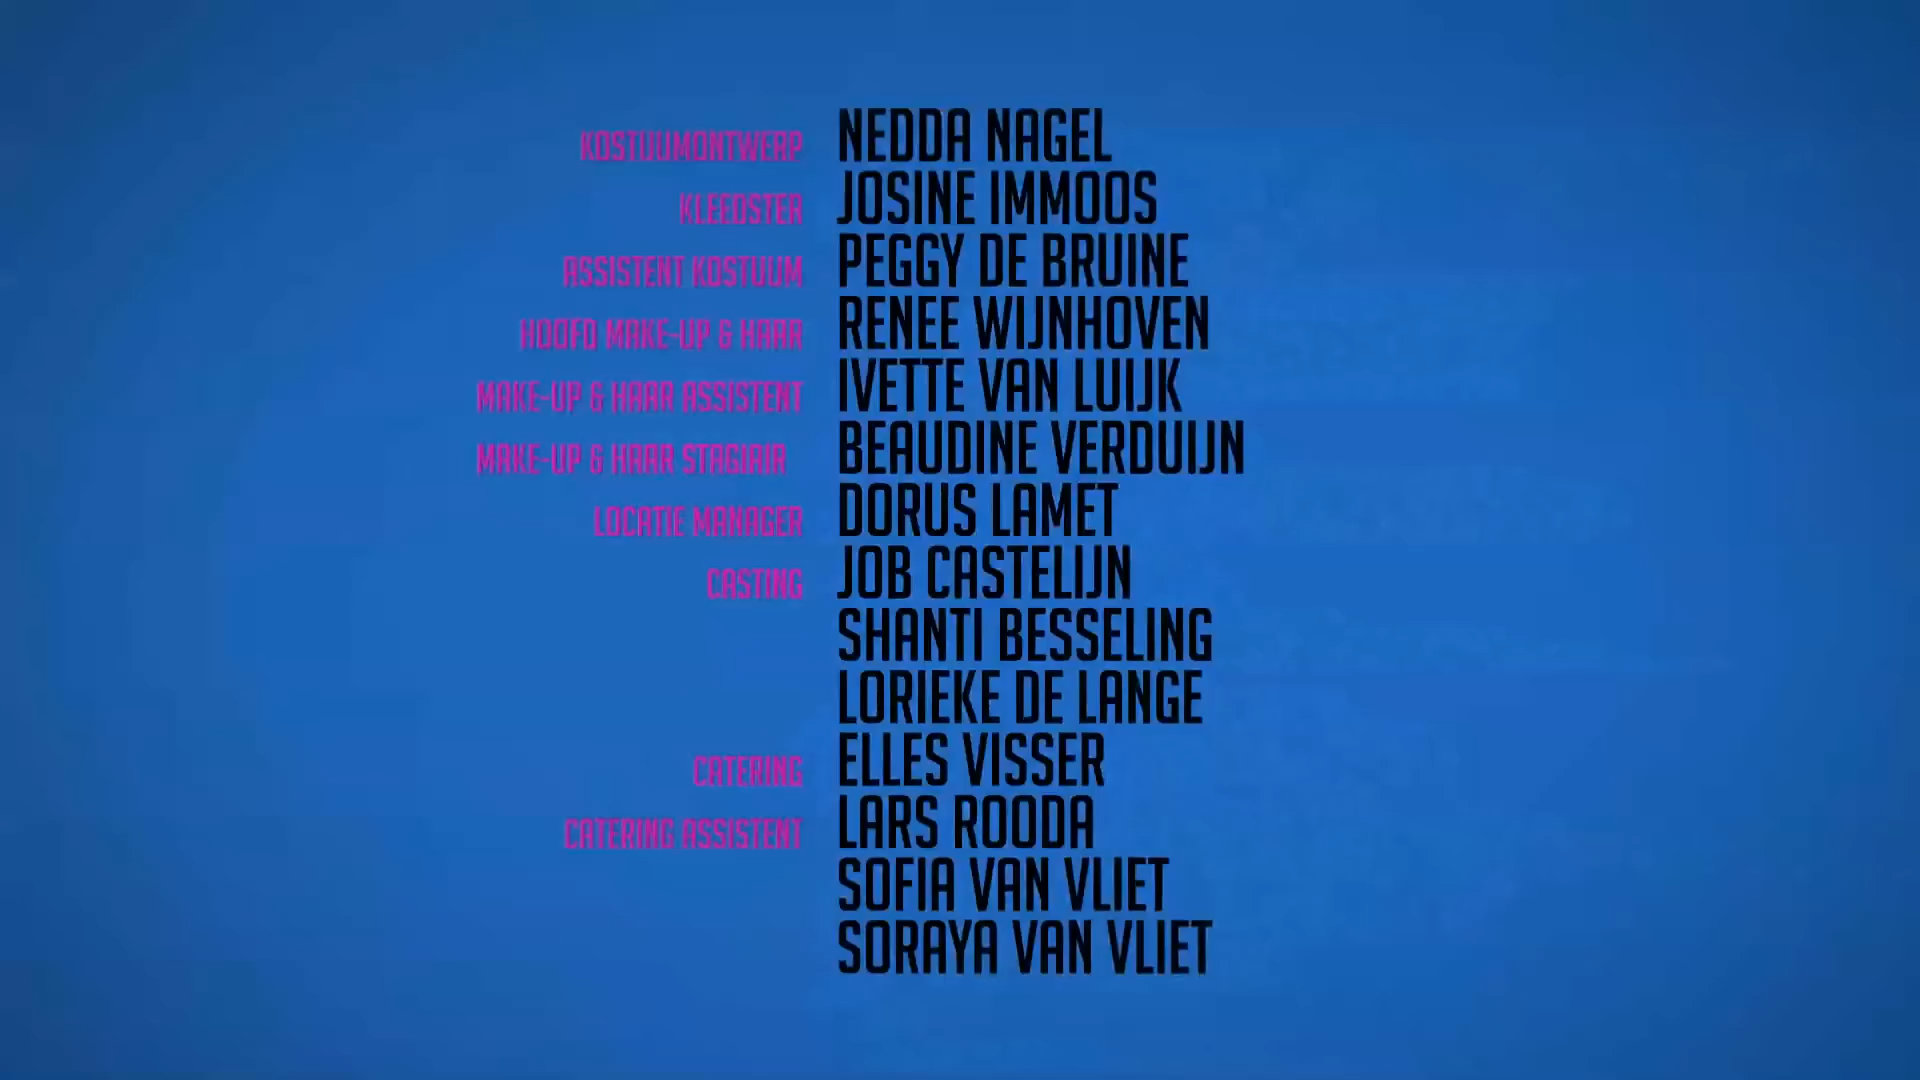 KOSTUUMONTWERP NEDDA NAGEL
KLEEDSTER JOSINE IMMOOS
ASSISTENT KOSTUUM PEGGY DE BRUINE
HOOFD MAKE-UP & HAAR RENEE WIJNHOVEN
MAKE-UP & HAAR ASSISTENT IVETTE VAN LUIJK
MAKE-UP & HAAR STAGIAIR BEAUDINE VERDUIJN
LOCATIE MANAGER DORUS LAMET
CASTING JOB CASTELIJN
SHANTI BESSELING
LORIEKE DE LANGE
CATERING ELLES VISSER
CATERING ASSISTENT LARS ROODA
SOFIA VAN VLIET
SORAYA VAN VLIET